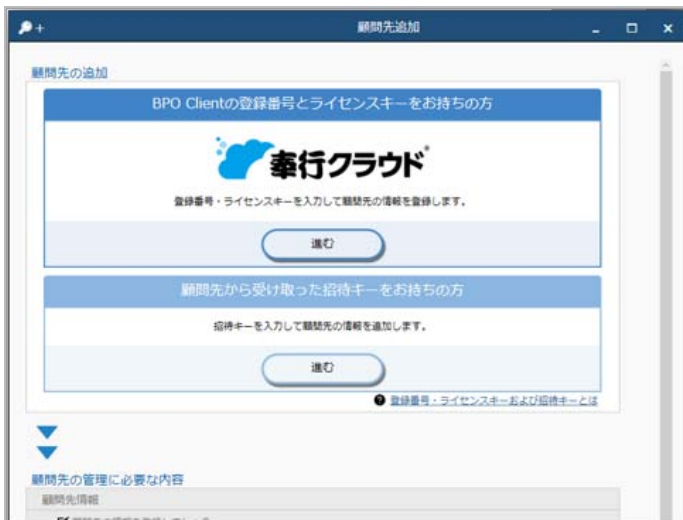 顧問先追加
顧問先の追加
BPO Clientの登録番号とライセンスキーをお持ちの方
奉行クラウド
登録番号・ライセンスキーを入力して顧問先の情報を登録します。
進む
顧問先から受け取った招待キーをお持ちの方
招待キーを入力して顧問先の情報を追加します。
進む
登録番号・ライセンスキーおよび招待キーとは
顧問先の管理に必要な内容
顧問先情報